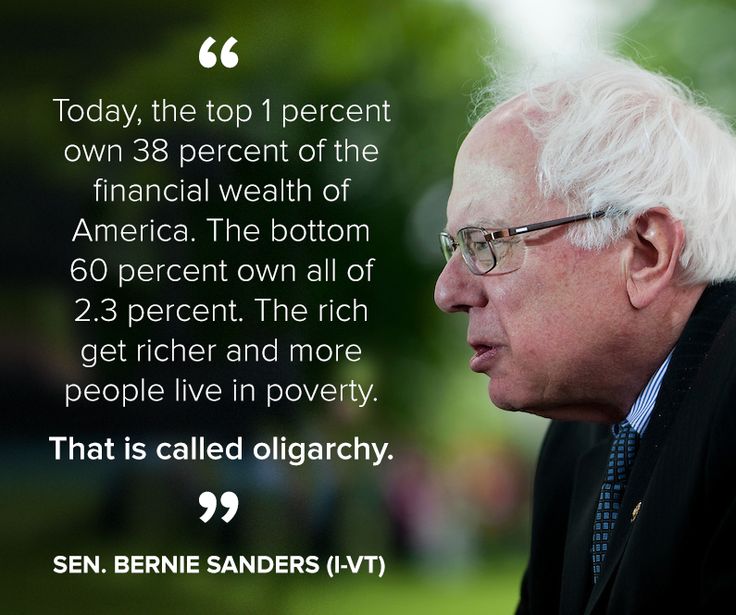 “
Today, the top 1 percent
own 38 percent of the
financial wealth of
America. The bottom
60 percent own all of
2.3 percent. The rich
get richer and more
people live in poverty.
That is called oligarchy.
”
SEN. BERNIE SANDERS (I-VT)